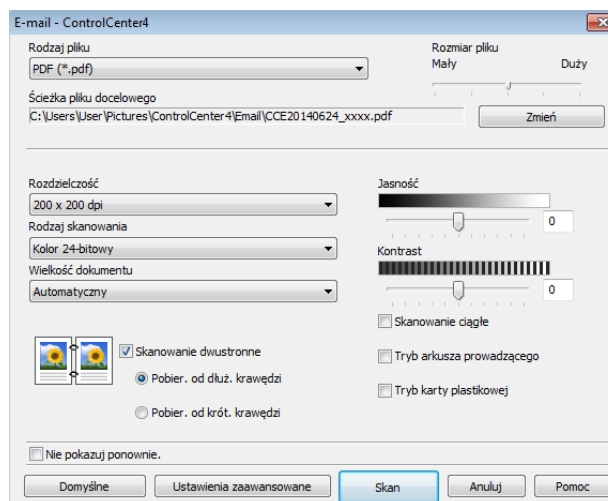 E-mail - ControlCenter4
Rodzaj pliku
PDF (*.pdf)
Rozmiar pliku
Mały Duży
Ścieżka pliku docelowego
C:\Users\User\Pictures\ControlCenter4\Email\CCE20140624_xxxx.pdf
Zmień
Rozdzielczość
200 x 200 dpi
Rodzaj skanowania
Kolor 24-bitowy
Wielkość dokumentu
Automatyczny
Jasność
0
Kontrast
0
Skanowanie dwustronne
Pobier. od dłuż. krawędzi
Pobier. od krót. krawędzi
Skanowanie ciągłe
Tryb arkusza prowadzącego
Tryb karty plastikowej
Nie pokazuj ponownie.
Domyślne Ustawienia zaawansowane Skan Anuluj Pomoc